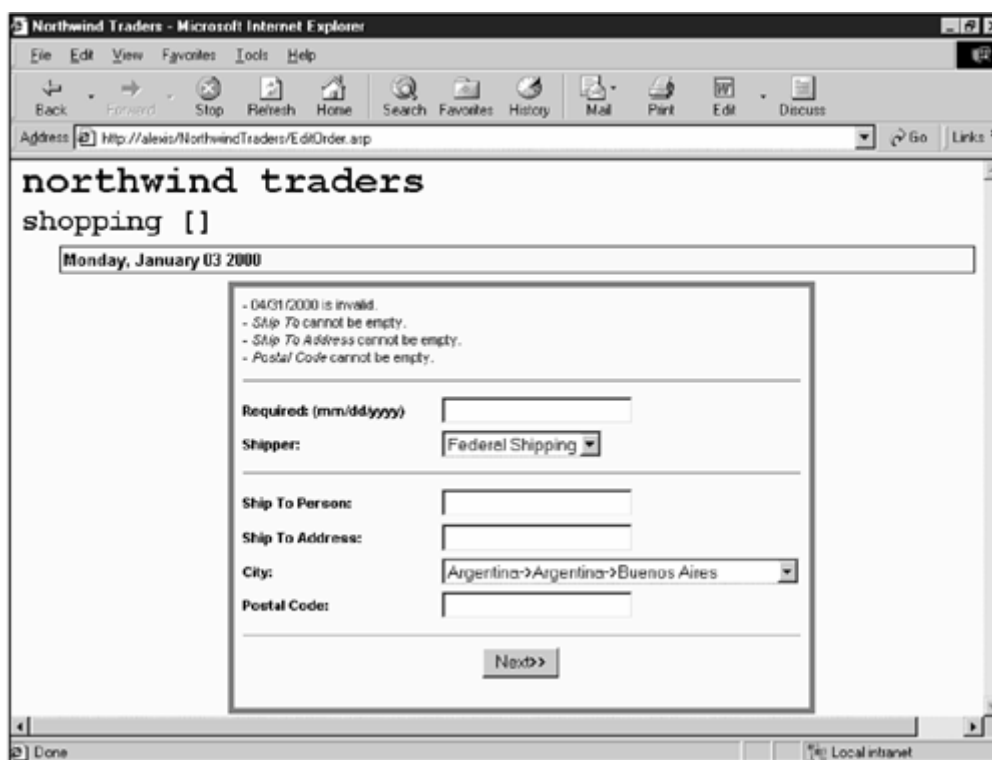 Northwind Traders - Microsoft Internet Explorer
File Edit View Favorites Tools Help
Back Forward Stop Refresh Home Search Favorites History Mail Print Edit Discuss
Address http://alexis/NorthwindTraders/EditOrder.asp Go Links
northwind traders
shopping []
Monday, January 03 2000
- 04/31/2000 is invalid.
- Ship To cannot be empty.
- Ship To Address cannot be empty.
- Postal Code cannot be empty.
Required: (mm/dd/yyyy)
Shipper: Federal Shipping
Ship To Person:
Ship To Address:
City: Argentina->Argentina->Buenos Aires
Postal Code:
Next>>
Done Local intranet